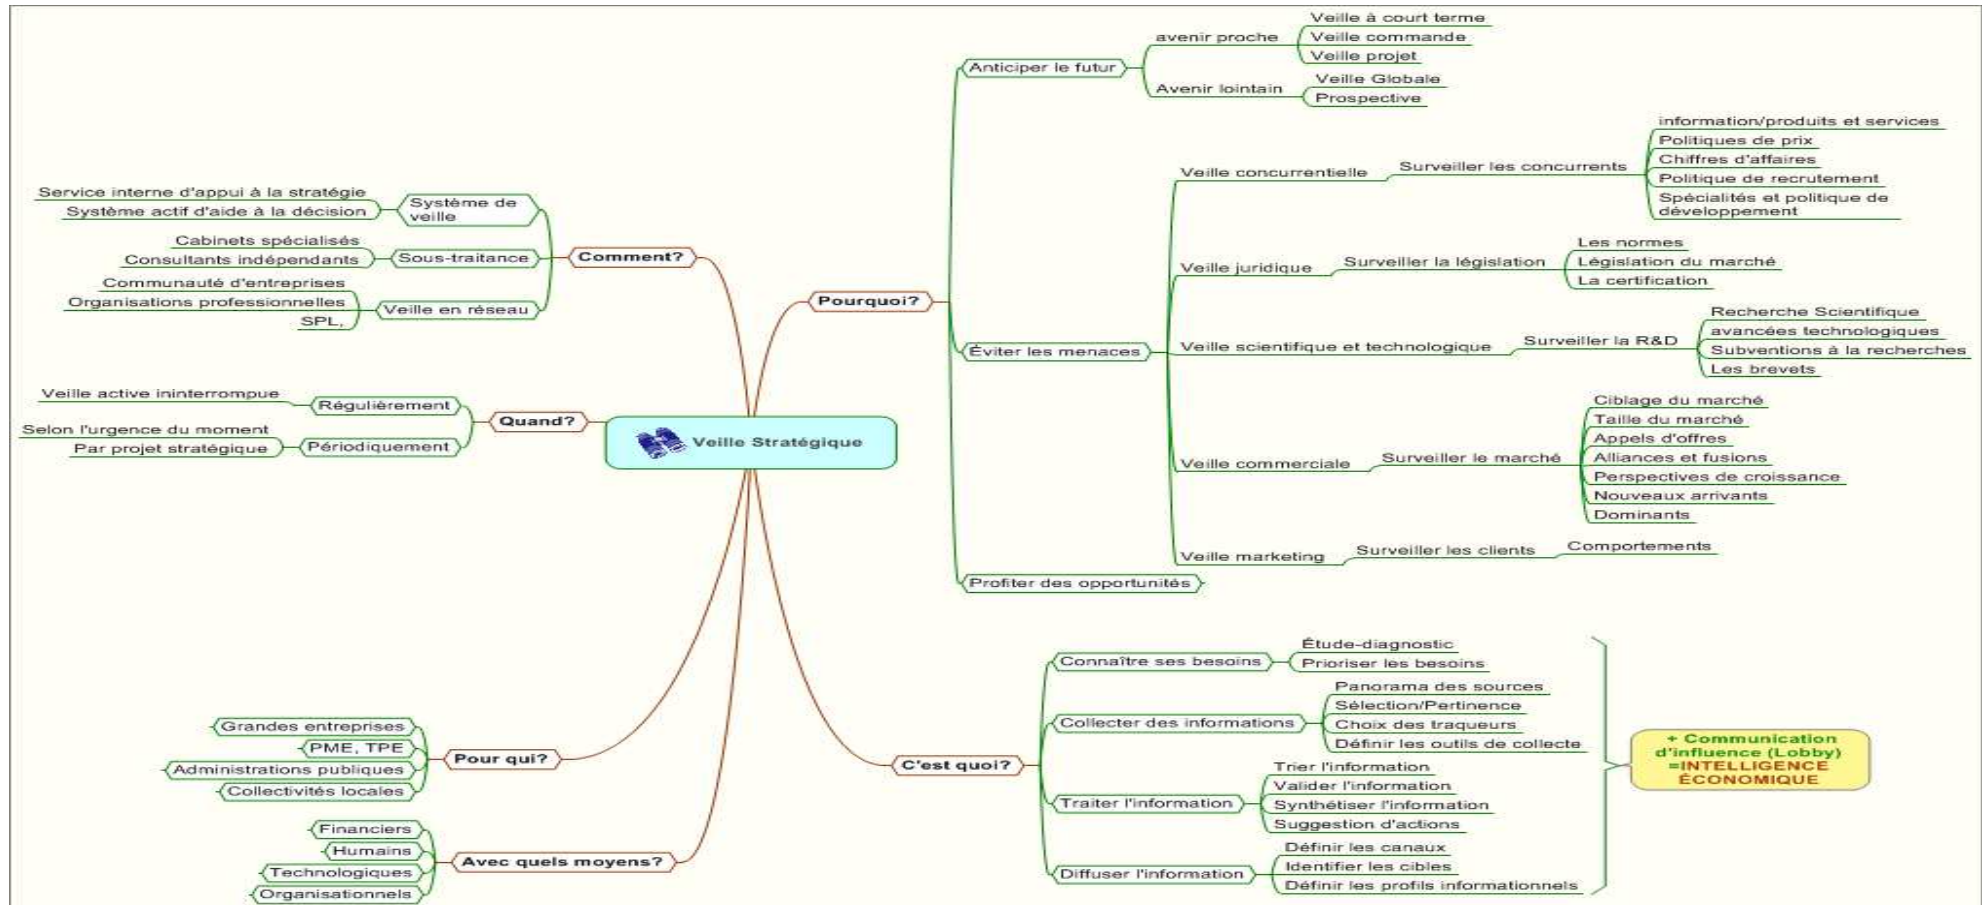 Veille Stratégique
Pourquoi?
Anticiper le futur
avenir proche
Veille à court terme
Veille commande
Veille projet
Avenir lointain
Veille Globale
Prospective
Éviter les menaces
Veille concurrentielle
Surveiller les concurrents
information/produits et services
Politiques de prix
Chiffres d'affaires
Politique de recrutement
Spécialités et politique de
développement
Veille juridique
Surveiller la législation
Les normes
Législation du marché
La certification
Veille scientifique et technologique
Surveiller la R&D
Recherche Scientifique
avancées technologiques
Subventions à la recherches
Les brevets
Veille commerciale
Surveiller le marché
Ciblage du marché
Taille du marché
Appels d'offres
Alliances et fusions
Perspectives de croissance
Nouveaux arrivants
Dominants
Veille marketing
Surveiller les clients
Comportements
Profiter des opportunités
C'est quoi?
Connaître ses besoins
Étude-diagnostic
Prioriser les besoins
Collecter des informations
Panorama des sources
Sélection/Pertinence
Choix des traqueurs
Définir les outils de collecte
Traiter l'information
Trier l'information
Valider l'information
Synthétiser l'information
Suggestion d'actions
Diffuser l'information
Définir les canaux
Identifier les cibles
Définir les profils informationnels
+ Communication
d'influence (Lobby)
=INTELLIGENCE
ÉCONOMIQUE
Comment?
Système de
veille
Service interne d'appui à la stratégie
Système actif d'aide à la décision
Sous-traitance
Cabinets spécialisés
Consultants indépendants
Veille en réseau
Communauté d'entreprises
Organisations professionnelles
SPL,
Quand?
Régulièrement
Veille active ininterrompue
Périodiquement
Selon l'urgence du moment
Par projet stratégique
Pour qui?
Grandes entreprises
PME, TPE
Administrations publiques
Collectivités locales
Avec quels moyens?
Financiers
Humains
Technologiques
Organisationnels